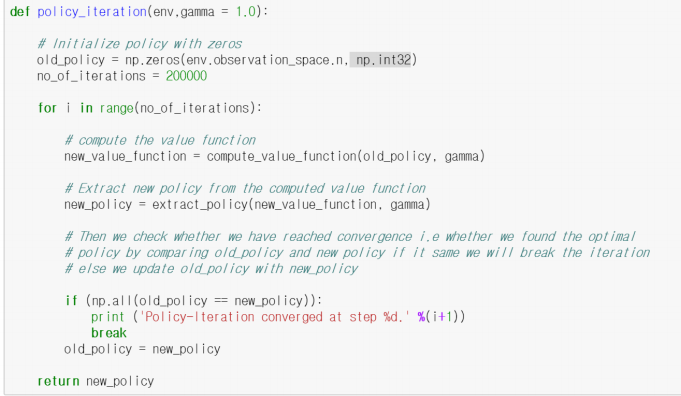 def policy_iteration(env,gamma = 1.0):
# Initialize policy with zeros
old_policy = np.zeros(env.observation_space.n, np.int32)
no_of_iterations = 200000
for i in range(no_of_iterations):
# compute the value function
new_value_function = compute_value_function(old_policy, gamma)
# Extract new policy from the computed value function
new_policy = extract_policy(new_value_function, gamma)
# Then we check whether we have reached convergence i.e whether we found the optimal
# policy by comparing old_policy and new policy if it same we will break the iteration
# else we update old_policy with new_policy
if (np.all(old_policy == new_policy)):
print ('Policy-Iteration converged at step %d.' %(i+1))
break
old_policy = new_policy
return new_policy